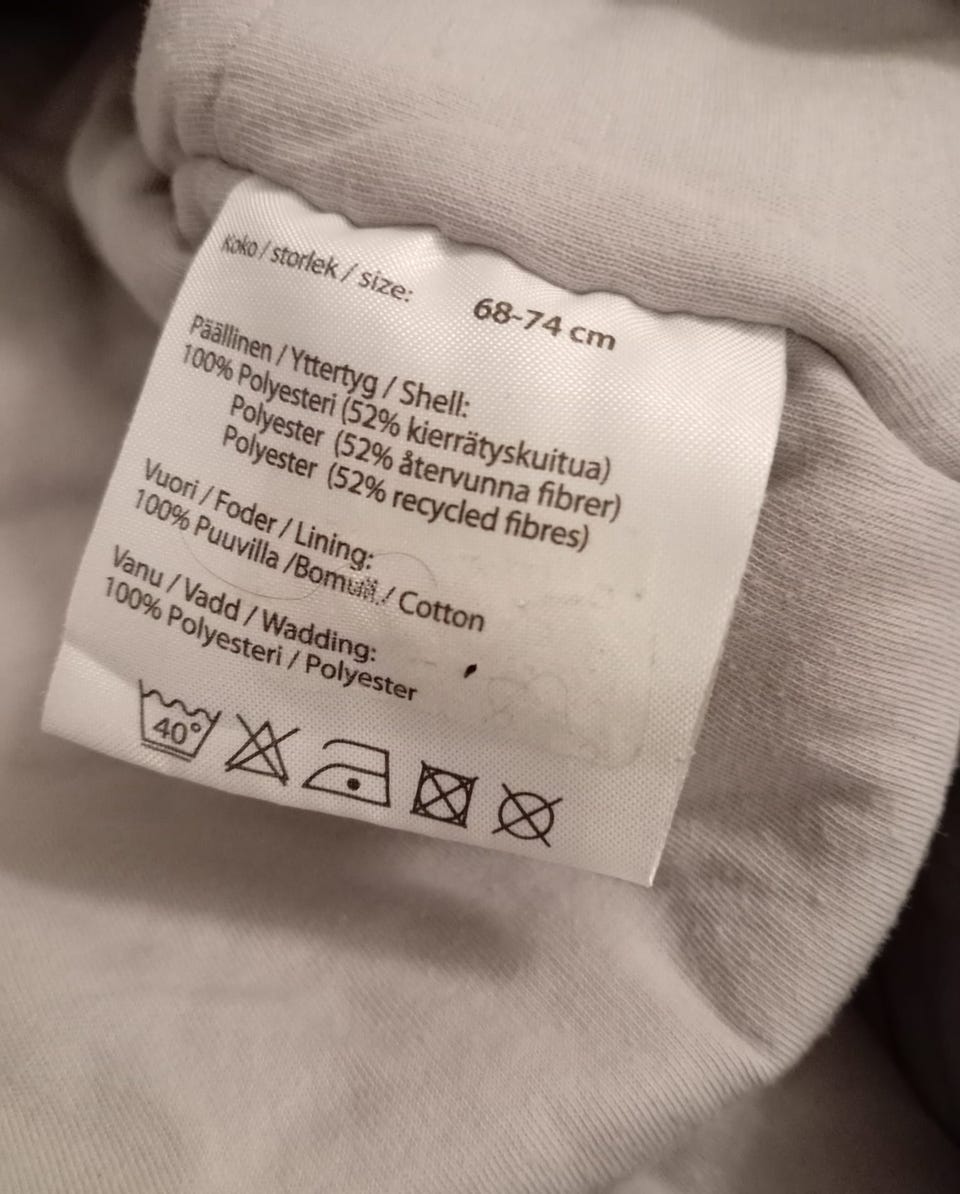 Koko / storlek / size: 68-74 cm
Päällinen / Yttertyg / Shell:
100% Polyesteri (52% kierrätyskuitua)
Polyester (52% återvunna fibrer)
Polyester (52% recycled fibres)
Vuori / Foder / Lining:
100% Puuvilla /Bomull / Cotton
Vanu / Vadd / Wadding:
100% Polyesteri / Polyester
40°